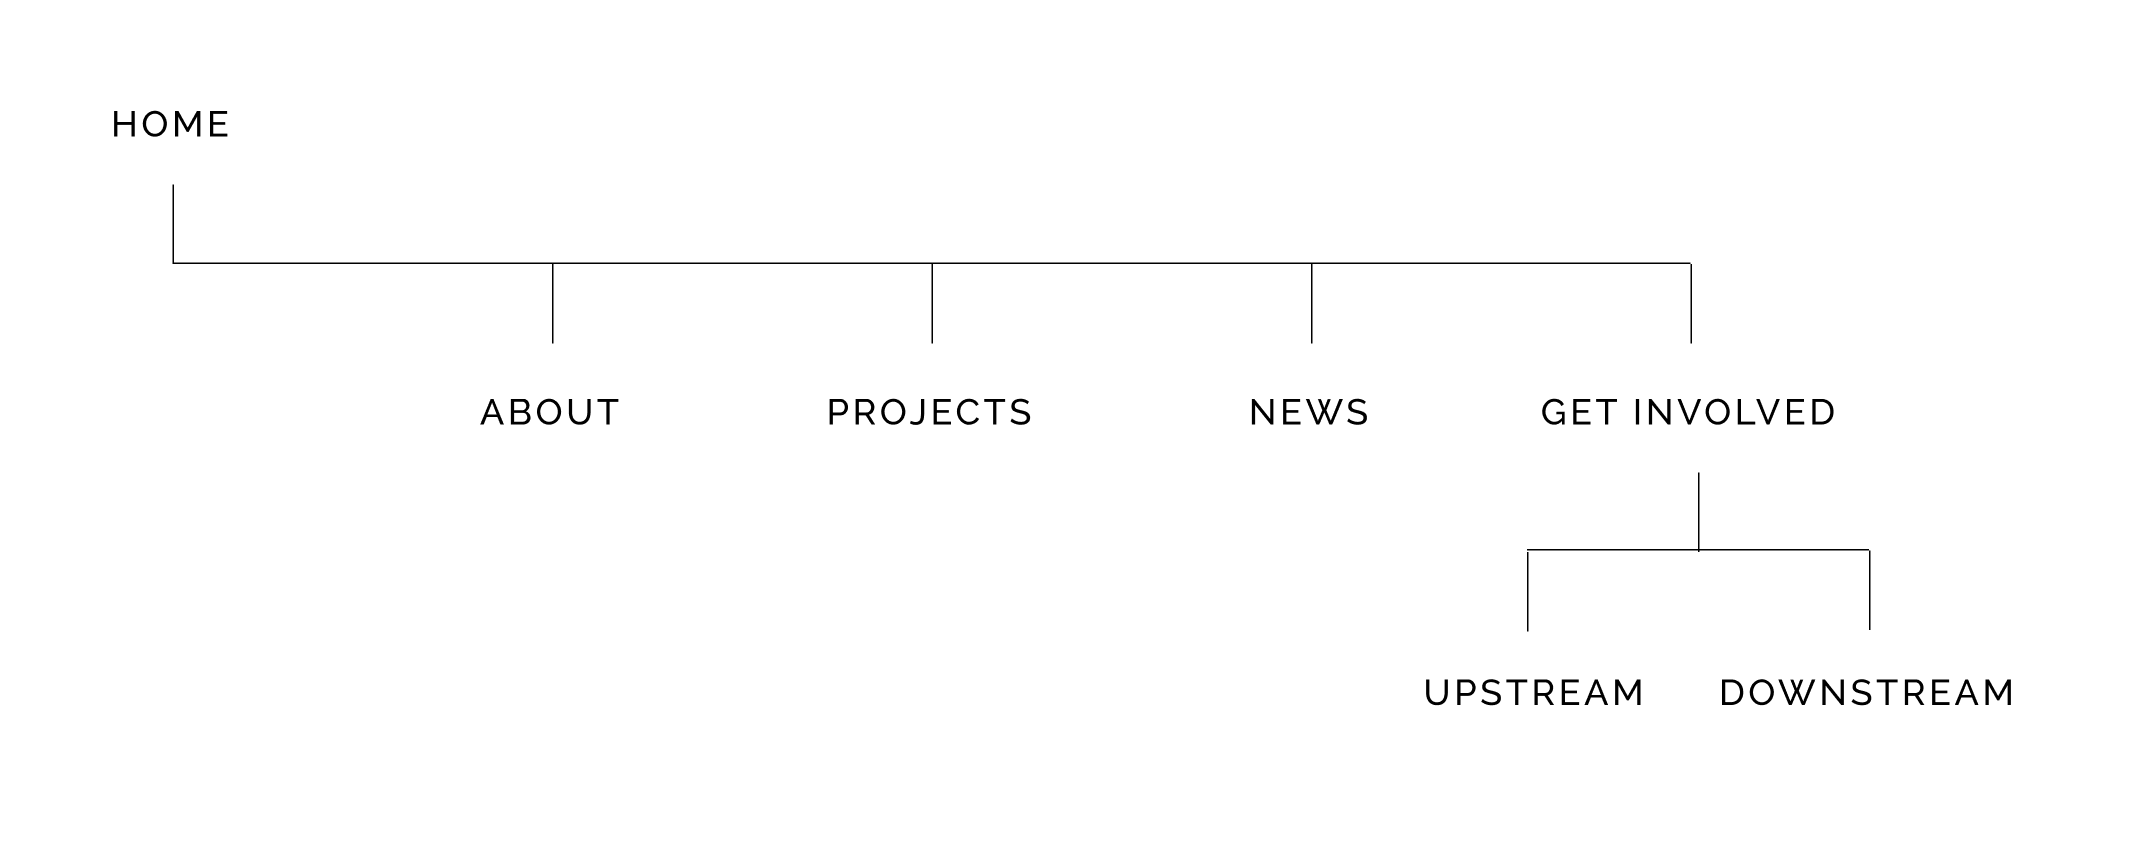 HOME
ABOUT PROJECTS NEWS GET INVOLVED
UPSTREAM DOWNSTREAM